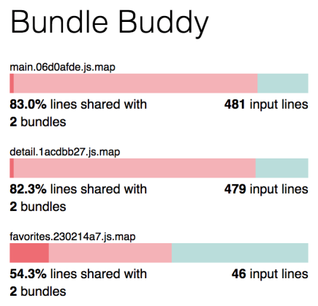 Bundle Buddy
main.06d0afde.js.map
83.0% lines shared with 481 input lines
2 bundles
detail.1acdbb27.js.map
82.3% lines shared with 479 input lines
2 bundles
favorites.230214a7.js.map
54.3% lines shared with 46 input lines
2 bundles